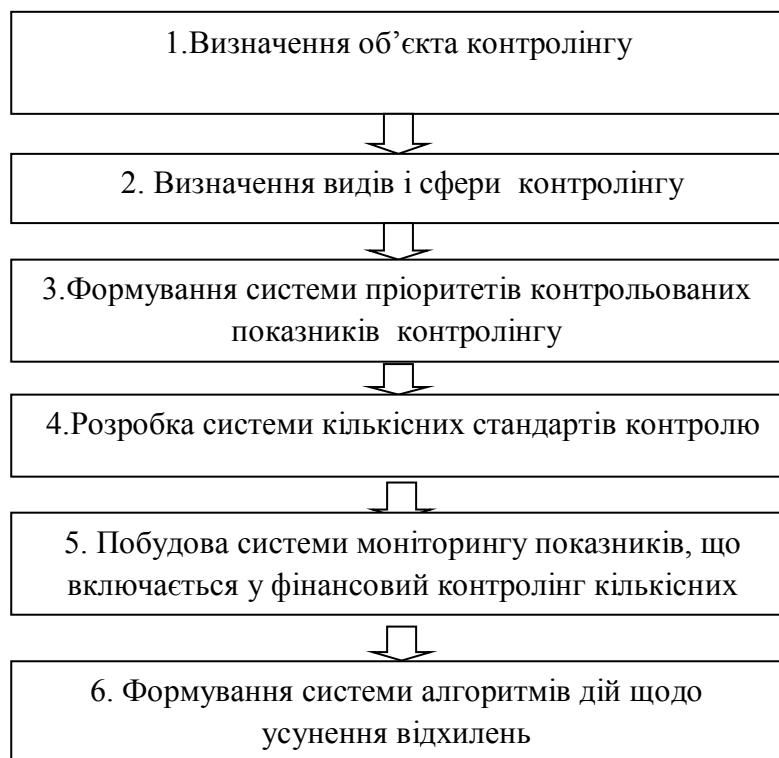 1.Визначення об’єкта контролінгу
2. Визначення видів і сфери контролінгу
3.Формування системи пріоритетів контрольованих
показників контролінгу
4.Розробка системи кількісних стандартів контролю
5. Побудова системи моніторингу показників, що
включається у фінансовий контролінг кількісних
6. Формування системи алгоритмів дій щодо
усунення відхилень